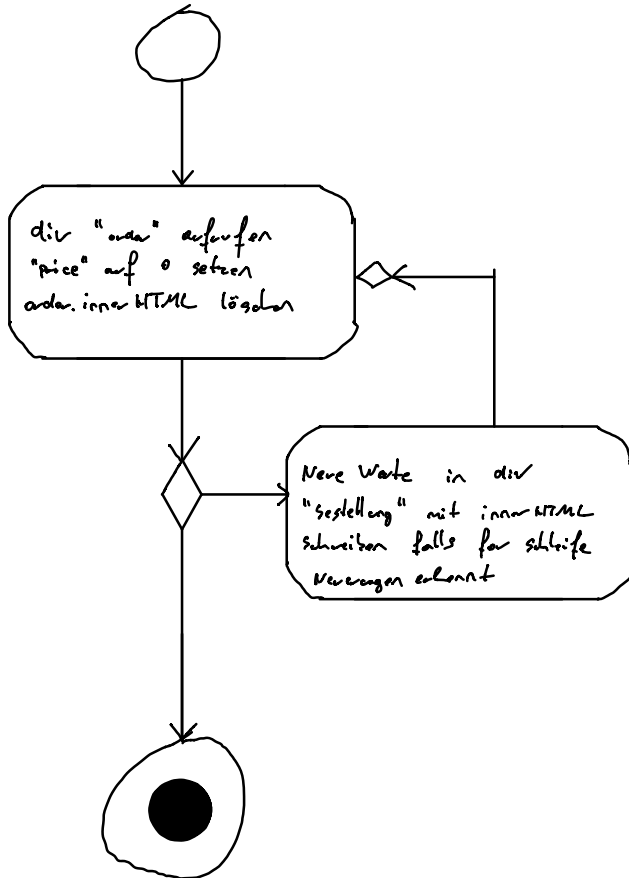 div "order" aufrufen
"price" auf 0 setzen
order.innerHTML löschen
Neue Werte in div
"bestellung" mit innerHTML
schreiben falls for schleife
Neuerungen erkennt